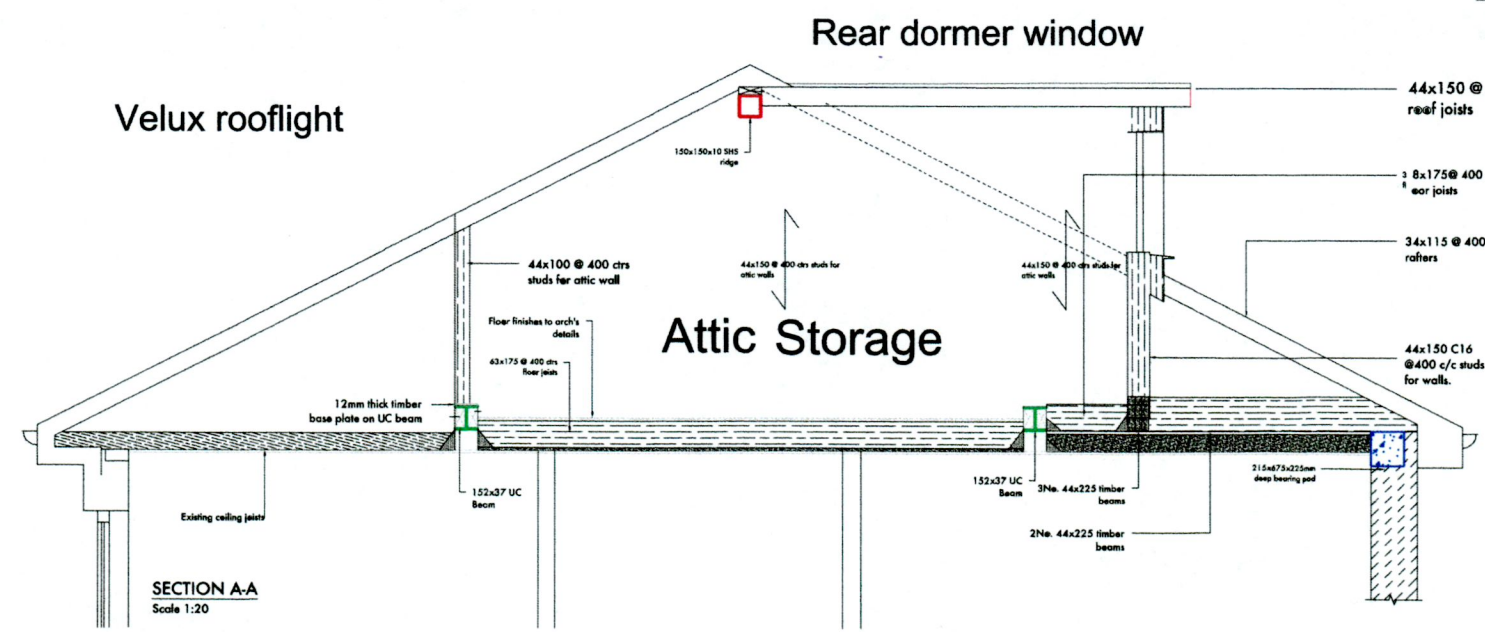 Rear dormer window
Velux rooflight
44x150 @
roof joists
150x150x10 SHS
ridge
8x175@ 400
joists
34x115 @ 400
rafters
44x100 @ 400 ctrs
studs for attic wall
44x150 @ 400 ctrs studs for
attic walls
44x150 @ 400 ctrs studs for
attic walls
Floor finishes to arch's
details
Attic Storage
63x175 @ 400 ctrs
floor joists
44x150 C16
@400 c/c studs
for walls.
12mm thick timber
base plate on UC beam
152x37 UC
Beam
152x37 UC
Beam
3No. 44x225 timber
beams
215x675x225mm
deep bearing pad
Existing ceiling joists
2No. 44x225 timber
beams
SECTION A-A
Scale 1:20